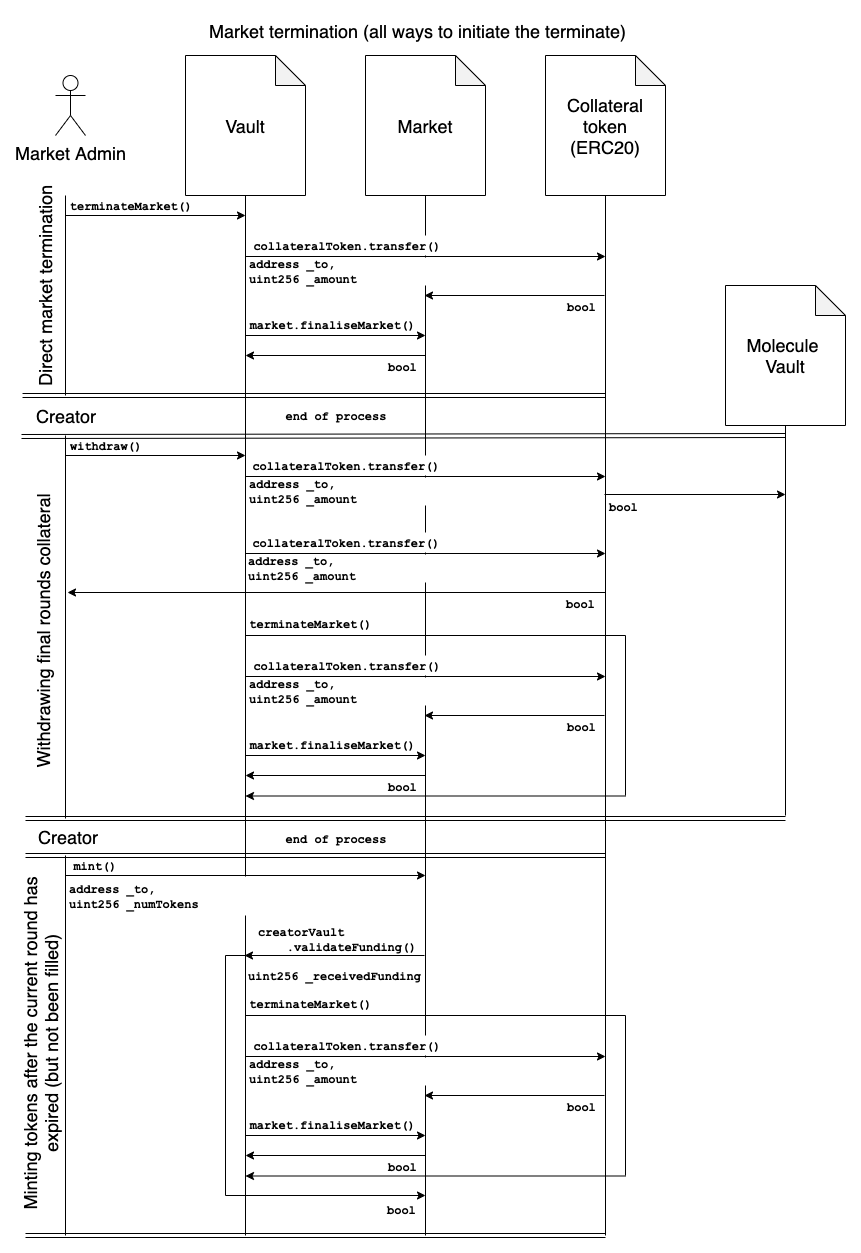 Market termination (all ways to initiate the terminate)
Market Admin
Vault
Market
Collateral
token
(ERC20)
Direct market termination
terminateMarket()
collateralToken.transfer()
address _to,
uint256 _amount
bool
market.finaliseMarket()
bool
Molecule
Vault
Creator
end of process
Withdrawing final rounds collateral
withdraw()
collateralToken.transfer()
address _to,
uint256 _amount
bool
collateralToken.transfer()
address _to,
uint256 _amount
bool
terminateMarket()
collateralToken.transfer()
address _to,
uint256 _amount
bool
market.finaliseMarket()
bool
Creator
end of process
Minting tokens after the current round has
expired (but not been filled)
mint()
address _to,
uint256 _numTokens
creatorVault
.validateFunding()
uint256 _receivedFunding
terminateMarket()
collateralToken.transfer()
address _to,
uint256 _amount
bool
market.finaliseMarket()
bool
bool